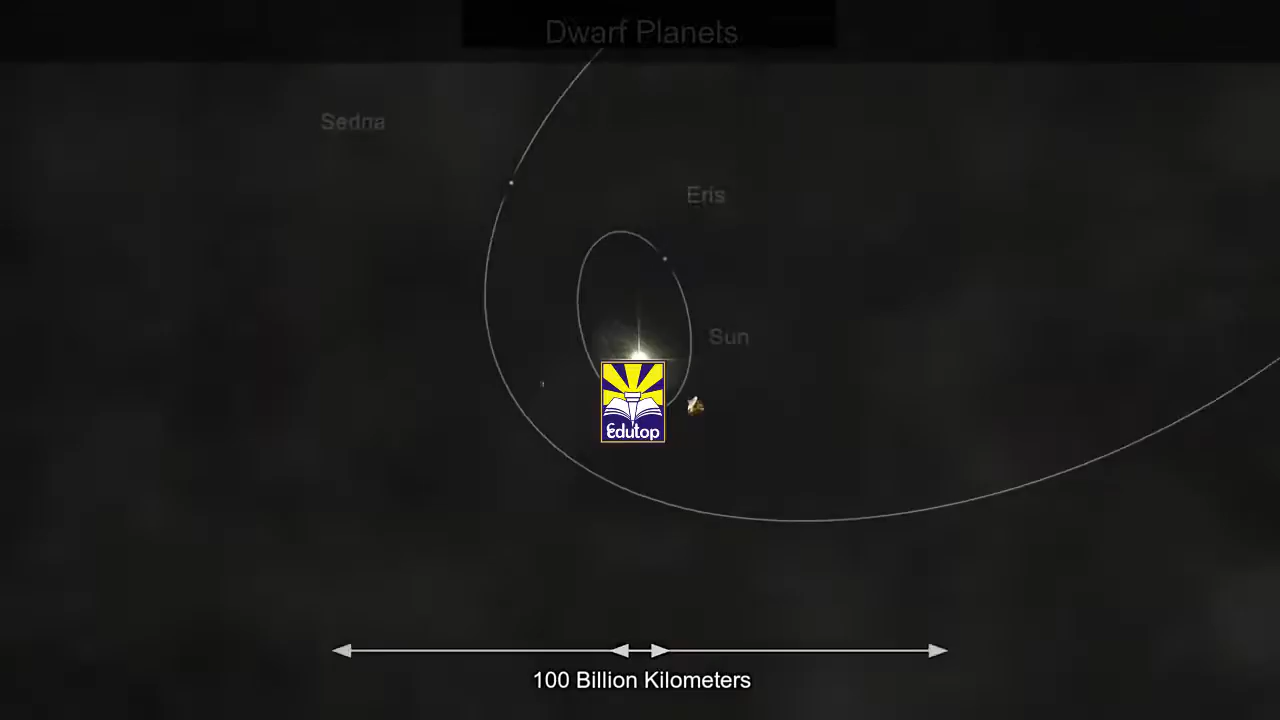 Dwarf Planets
Sedna
Eris
Sun
Edutop
100 Billion Kilometers